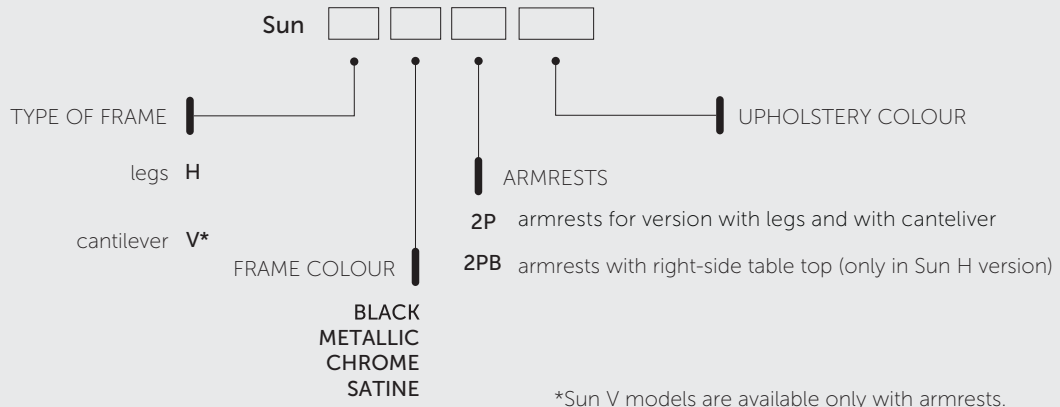 Sun
TYPE OF FRAME
UPHOLSTERY COLOUR
legs H
ARMRESTS
2P armrests for version with legs and with canteliver
cantilever V*
2PB armrests with right-side table top (only in Sun H version)
FRAME COLOUR
BLACK
METALLIC
CHROME
SATINE
*Sun V models are available only with armrests.